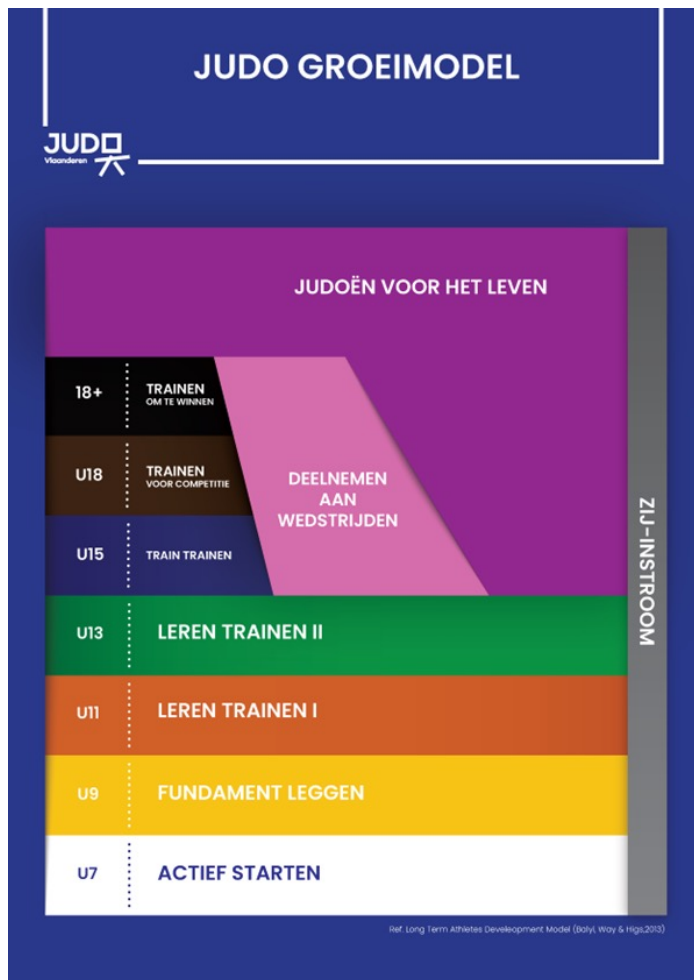 JUDO GROEIMODEL
JUDO
Vlaanderen
JUDOËN VOOR HET LEVEN
18+
TRAINEN
OM TE WINNEN
U18
TRAINEN
VOOR COMPETITIE
DEELNEMEN
AAN
WEDSTRIJDEN
U15
TRAIN TRAINEN
ZIJ-INSTROOM
U13
LEREN TRAINEN II
U11
LEREN TRAINEN I
U9
FUNDAMENT LEGGEN
U7
ACTIEF STARTEN
Ref. Long Term Athletes Develeopment Model (Balyi, Way & Higs,2013)